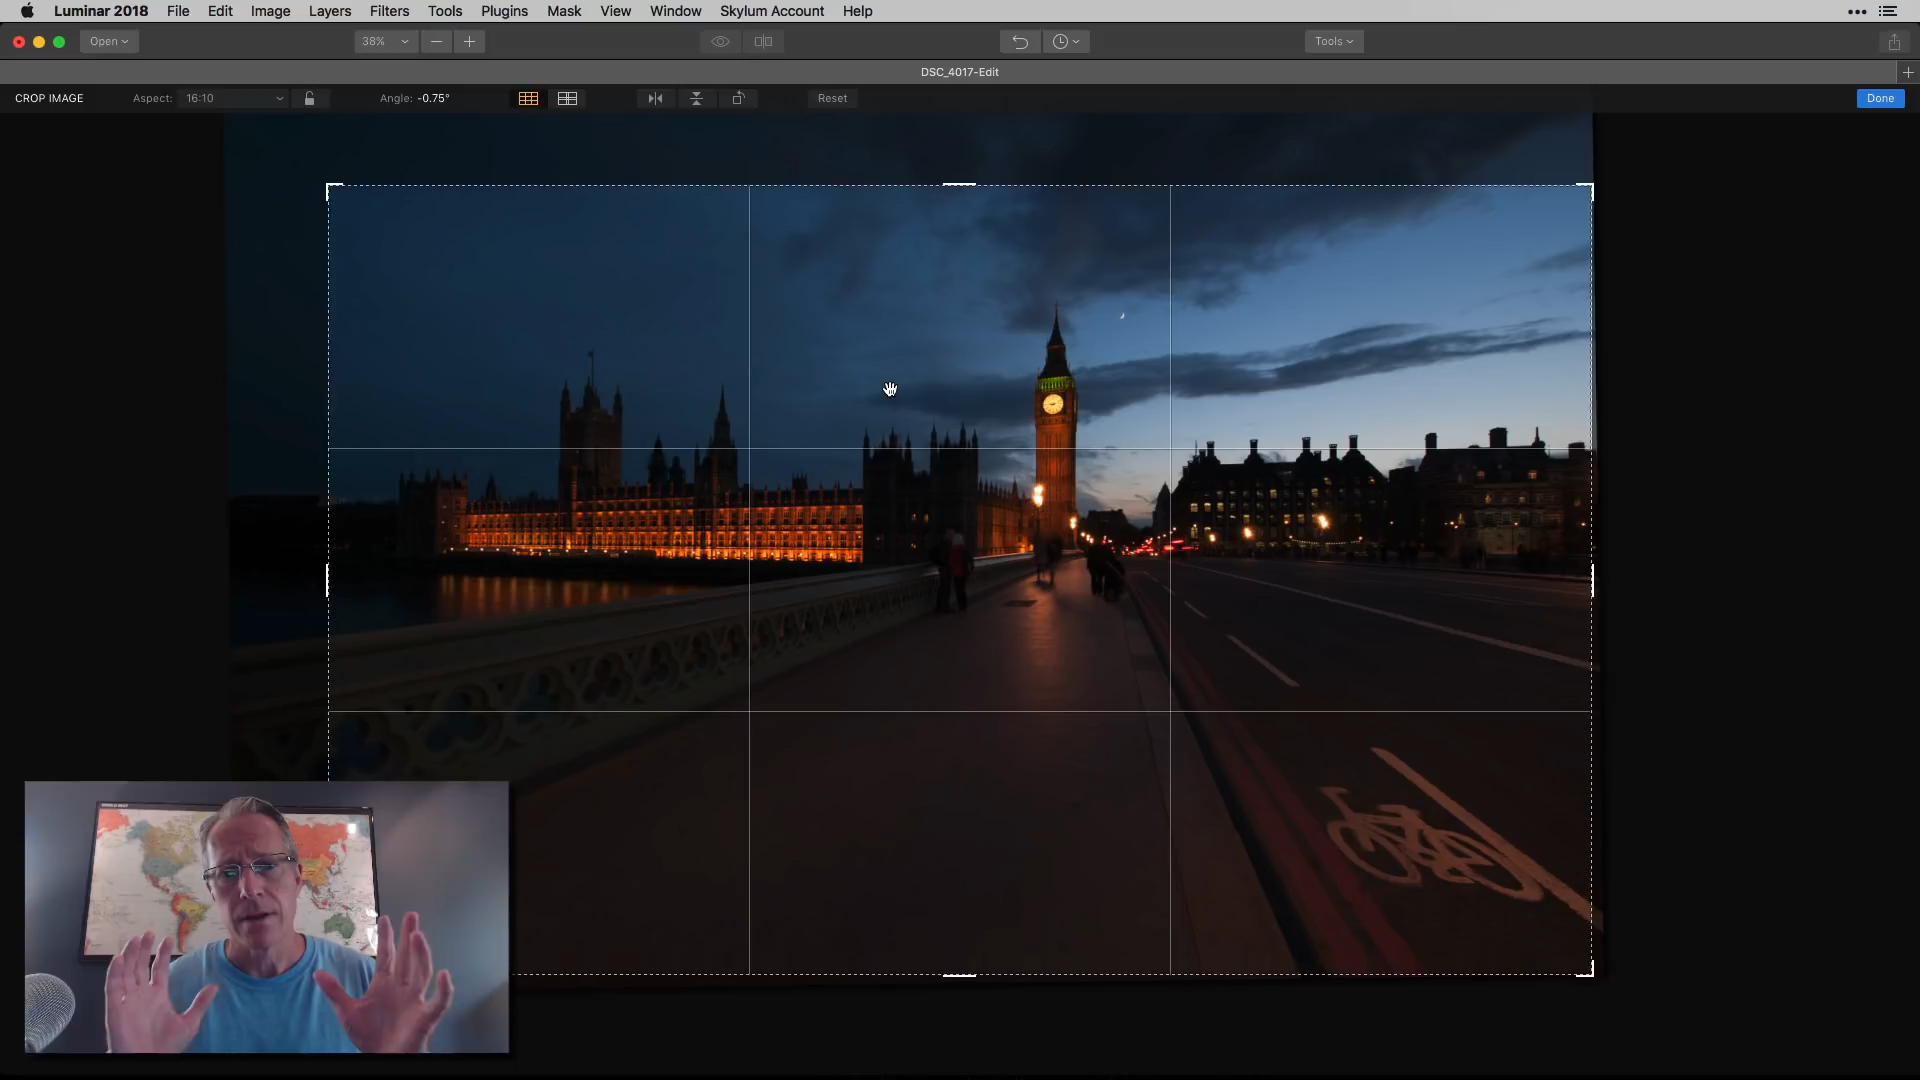 Luminar 2018 File Edit Image Layers Filters Tools Plugins Mask View Window Skylum Account Help
Open 38% Tools
DSC_4017-Edit
CROP IMAGE Aspect: 16:10 Angle: -0.75° Reset Done